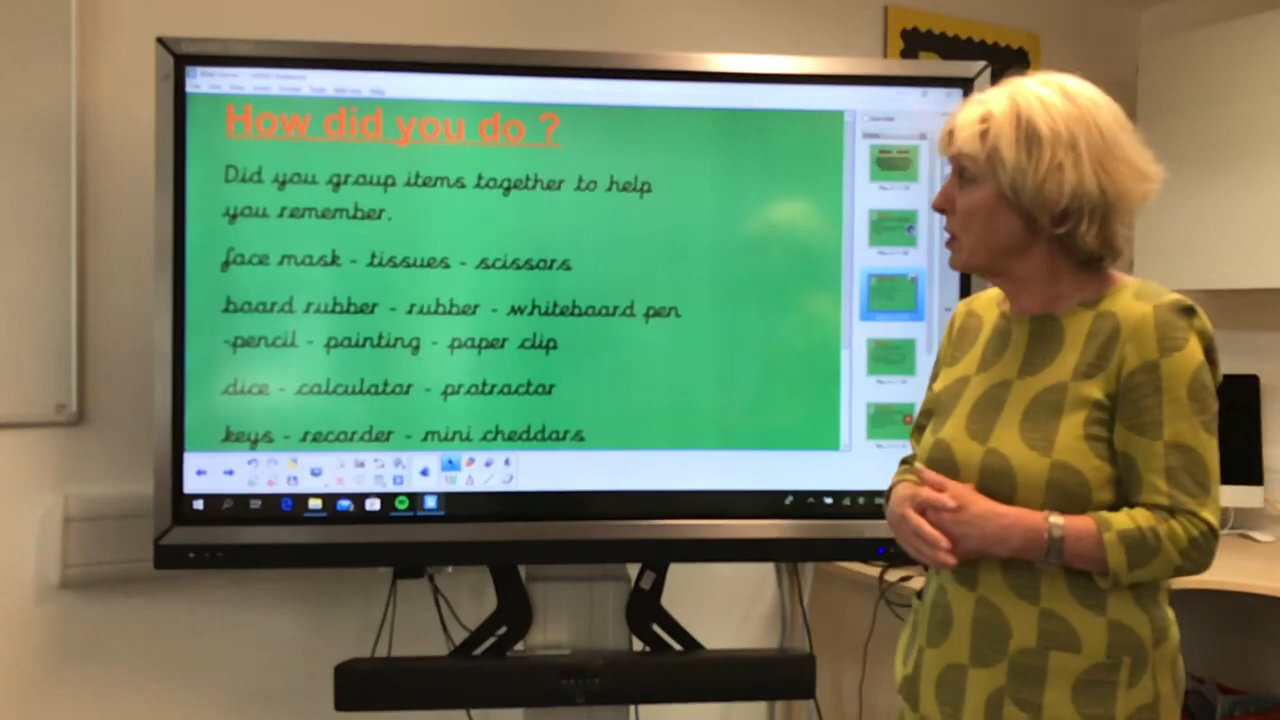 How did you do ?
Did you group items together to help
you remember.
face mask - tissues - scissors
board rubber - rubber - whiteboard pen
-pencil - painting - paper clip
dice - calculator - protractor
keys - recorder - mini cheddars